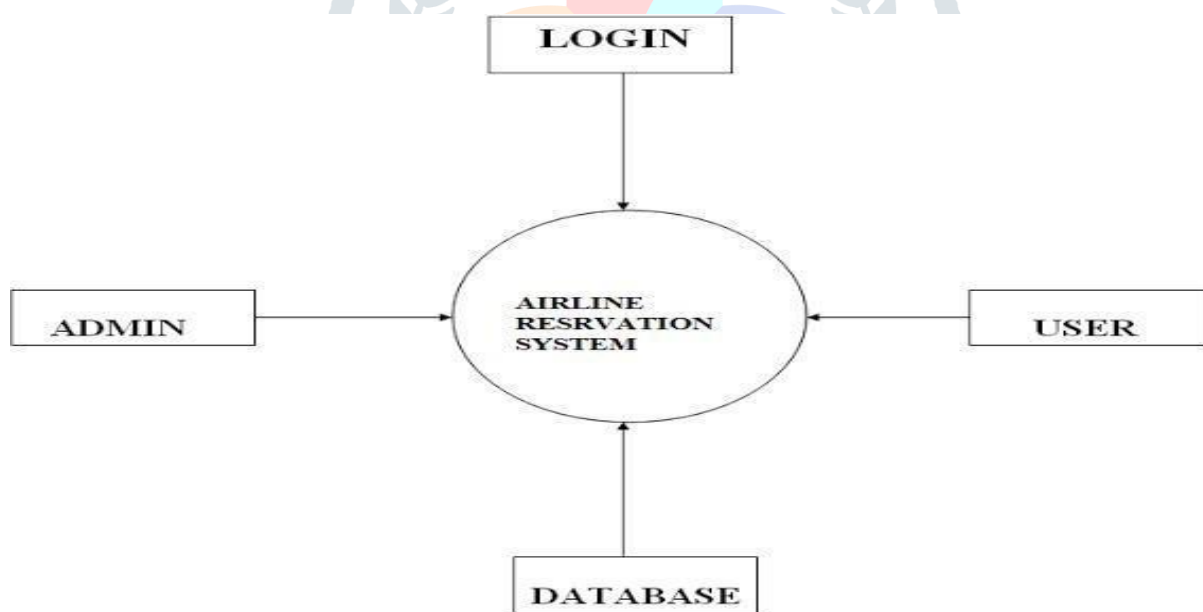 LOGIN
ADMIN
AIRLINE
RESRVATION
SYSTEM
USER
DATABASE